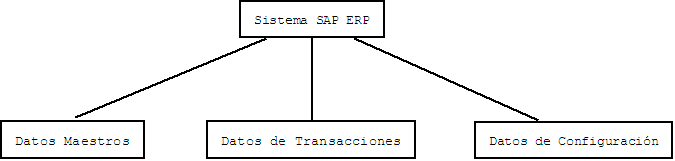 Sistema SAP ERP
Datos Maestros
Datos de Transacciones
Datos de Configuración